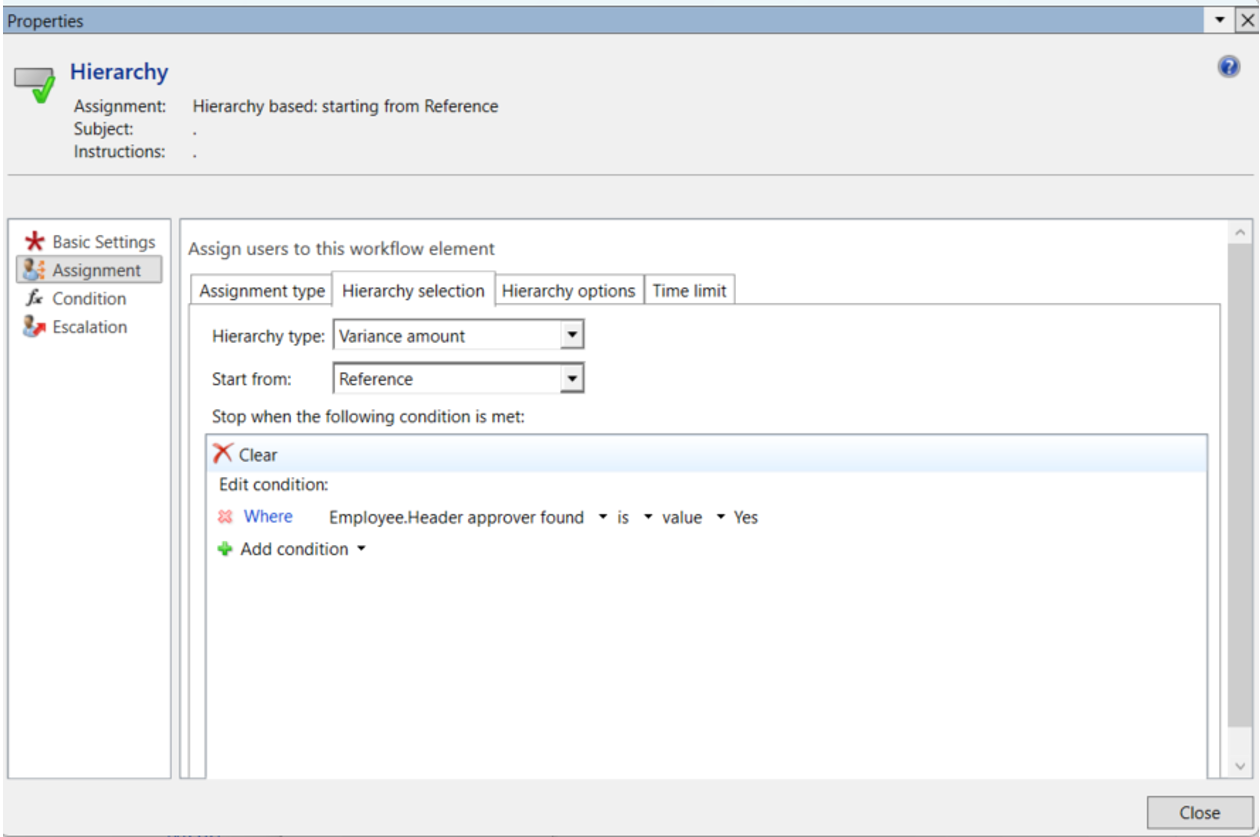 Properties
Hierarchy
Assignment: Hierarchy based: starting from Reference
Subject: .
Instructions: .
Basic Settings
Assignment
Condition
Escalation
Assign users to this workflow element
Assignment type Hierarchy selection Hierarchy options Time limit
Hierarchy type: Variance amount
Start from: Reference
Stop when the following condition is met:
Clear
Edit condition:
Where Employee.Header approver found is value Yes
Add condition
Close